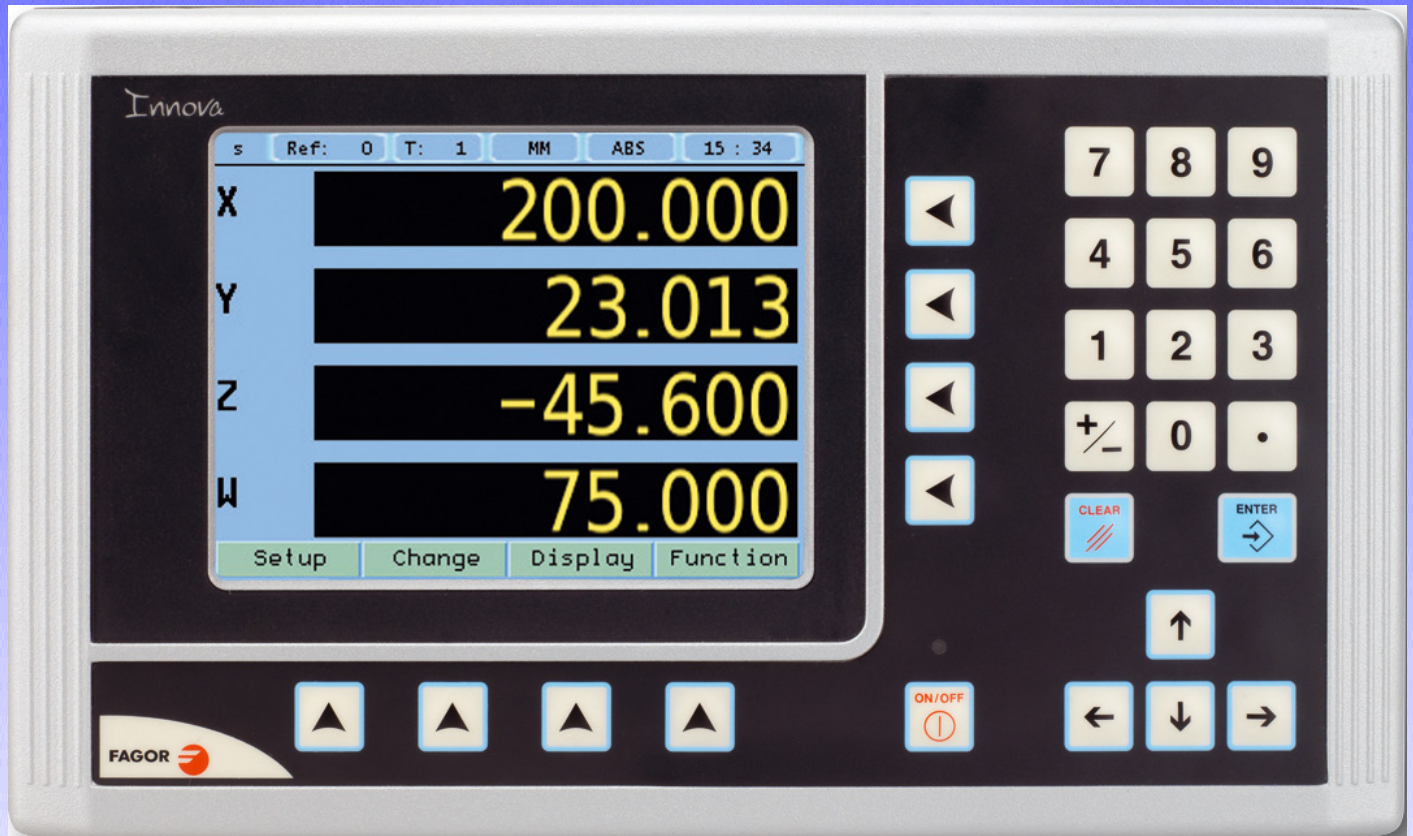 Innova
s Ref: 0 T: 1 MM ABS 15 : 34
X 200.000
Y 23.013
Z -45.600
W 75.000
Setup Change Display Function
7 8 9
4 5 6
1 2 3
+/- 0 .
CLEAR ENTER
ON/OFF
FAGOR